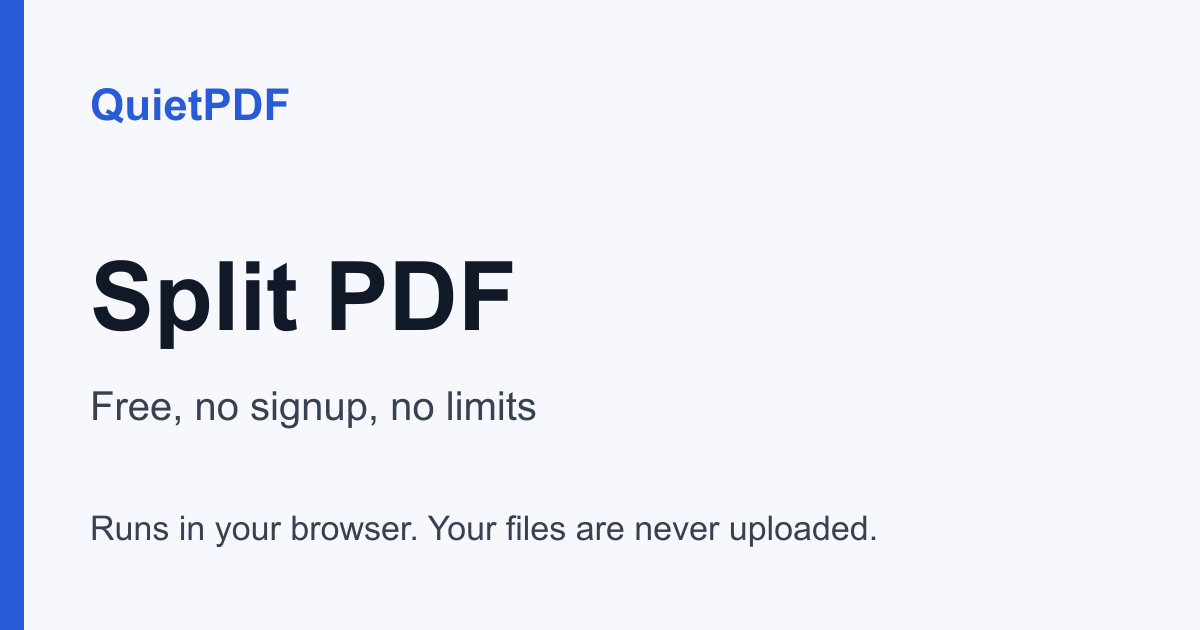 QuietPDF
Split PDF
Free, no signup, no limits
Runs in your browser. Your files are never uploaded.